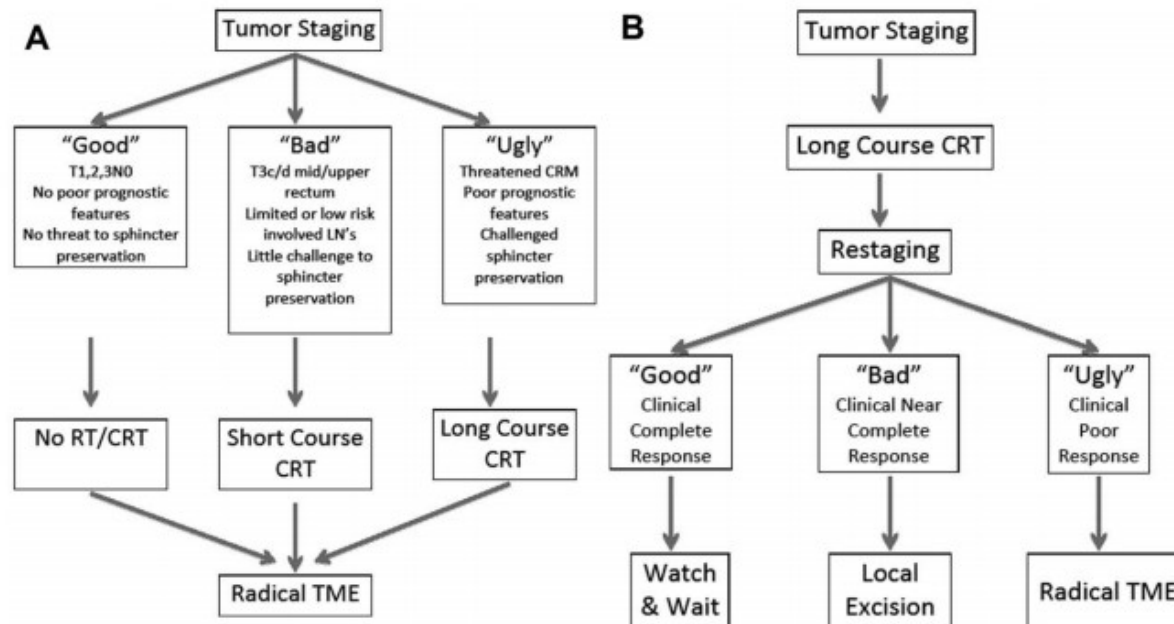 A
Tumor Staging
“Good”
T1,2,3N0
No poor prognostic
features
No threat to sphincter
preservation
“Bad”
T3c/d mid/upper
rectum
Limited or low risk
involved LN’s
Little challenge to
sphincter
preservation
“Ugly”
Threatened CRM
Poor prognostic
features
Challenged
sphincter
preservation
No RT/CRT
Short Course
CRT
Long Course
CRT
Radical TME
B
Tumor Staging
Long Course CRT
Restaging
“Good”
Clinical
Complete
Response
“Bad”
Clinical Near
Complete
Response
“Ugly”
Clinical
Poor
Response
Watch
& Wait
Local
Excision
Radical TME